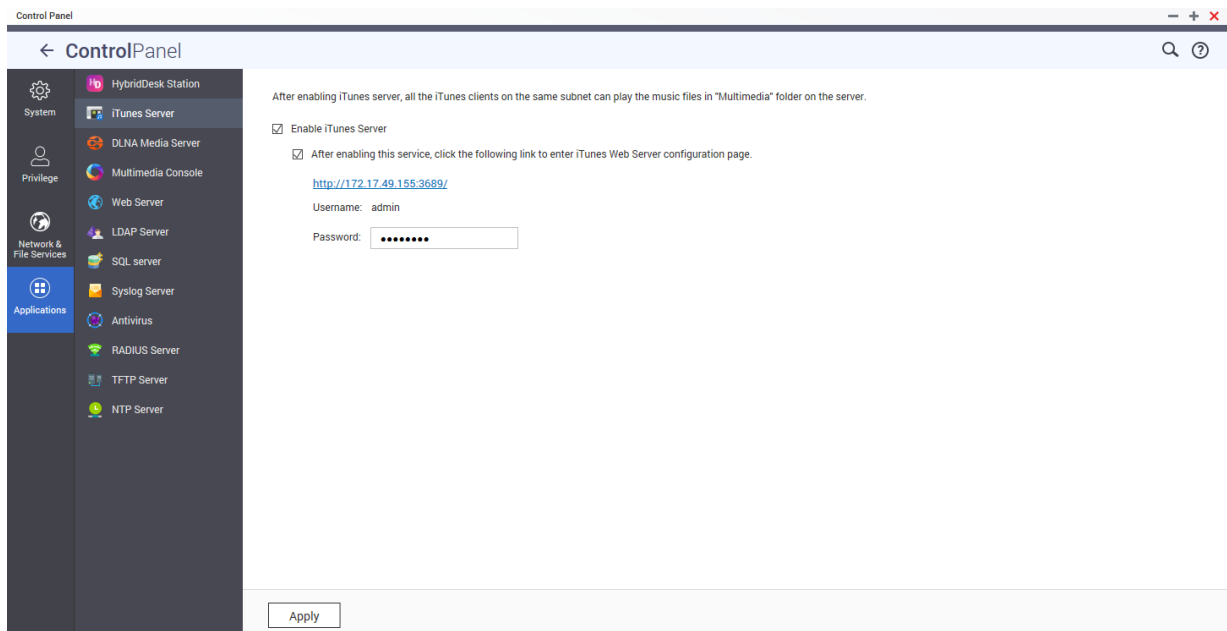 Control Panel
ControlPanel
System
Privilege
Network &
File Services
Applications
HD HybridDesk Station
iTunes Server
DLNA Media Server
Multimedia Console
Web Server
LDAP Server
SQL server
Syslog Server
Antivirus
RADIUS Server
TFTP Server
NTP Server
After enabling iTunes server, all the iTunes clients on the same subnet can play the music files in "Multimedia" folder on the server.
Enable iTunes Server
After enabling this service, click the following link to enter iTunes Web Server configuration page.
http://172.17.49.155:3689/
Username: admin
Password: ●●●●●●●●
Apply